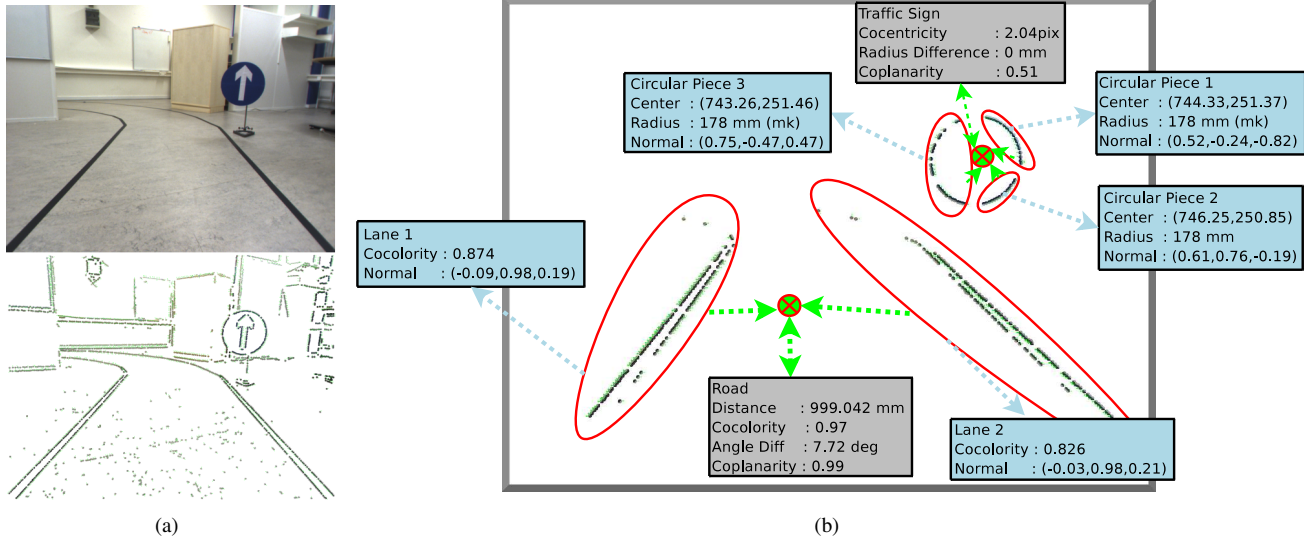 Traffic Sign
Cocentricity : 2.04pix
Radius Difference : 0 mm
Coplanarity : 0.51
Circular Piece 3
Center : (743.26,251.46)
Radius : 178 mm (mk)
Normal : (0.75,-0.47,0.47)
Circular Piece 1
Center : (744.33,251.37)
Radius : 178 mm (mk)
Normal : (0.52,-0.24,-0.82)
Circular Piece 2
Center : (746.25,250.85)
Radius : 178 mm
Normal : (0.61,0.76,-0.19)
Lane 1
Cocolority : 0.874
Normal : (-0.09,0.98,0.19)
Road
Distance : 999.042 mm
Cocolority : 0.97
Angle Diff : 7.72 deg
Coplanarity : 0.99
Lane 2
Cocolority : 0.826
Normal : (-0.03,0.98,0.21)
(a)
(b)